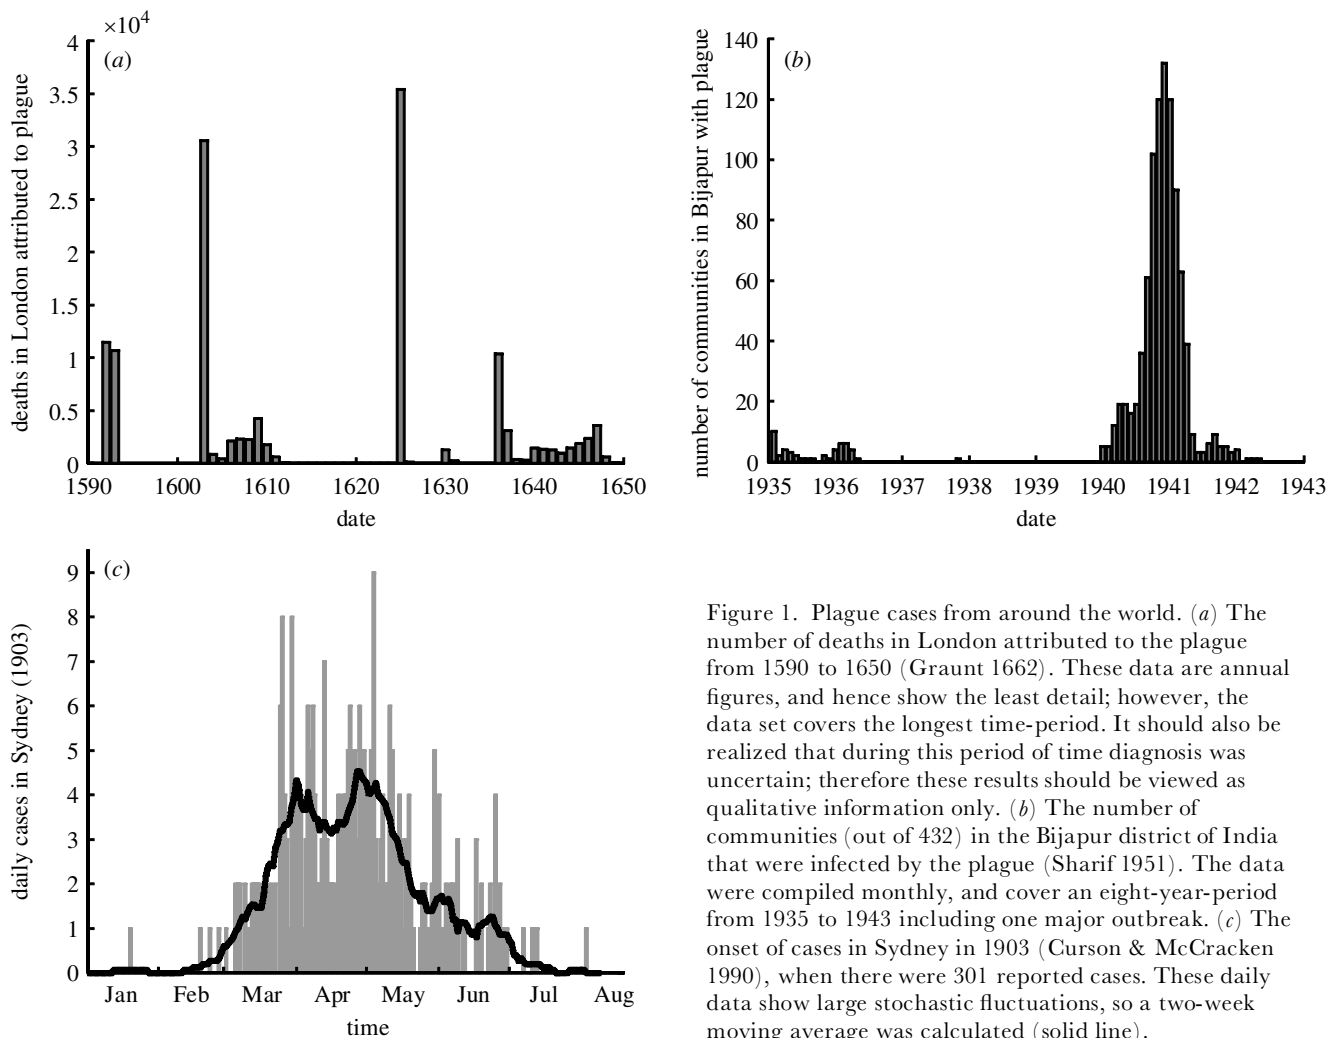 ×10⁴
4
3.5
3
2.5
2
1.5
1
0.5
0
(a)
deaths in London attributed to plague
1590 1600 1610 1620 1630 1640 1650
date
140
120
100
80
60
40
20
0
(b)
number of communities in Bijapur with plague
1935 1936 1937 1938 1939 1940 1941 1942 1943
date
9
8
7
6
5
4
3
2
1
0
(c)
daily cases in Sydney (1903)
Jan Feb Mar Apr May Jun Jul Aug
time
Figure 1. Plague cases from around the world. (a) The
number of deaths in London attributed to the plague
from 1590 to 1650 (Graunt 1662). These data are annual
figures, and hence show the least detail; however, the
data set covers the longest time-period. It should also be
realized that during this period of time diagnosis was
uncertain; therefore these results should be viewed as
qualitative information only. (b) The number of
communities (out of 432) in the Bijapur district of India
that were infected by the plague (Sharif 1951). The data
were compiled monthly, and cover an eight-year-period
from 1935 to 1943 including one major outbreak. (c) The
onset of cases in Sydney in 1903 (Curson & McCracken
1990), when there were 301 reported cases. These daily
data show large stochastic fluctuations, so a two-week
moving average was calculated (solid line).